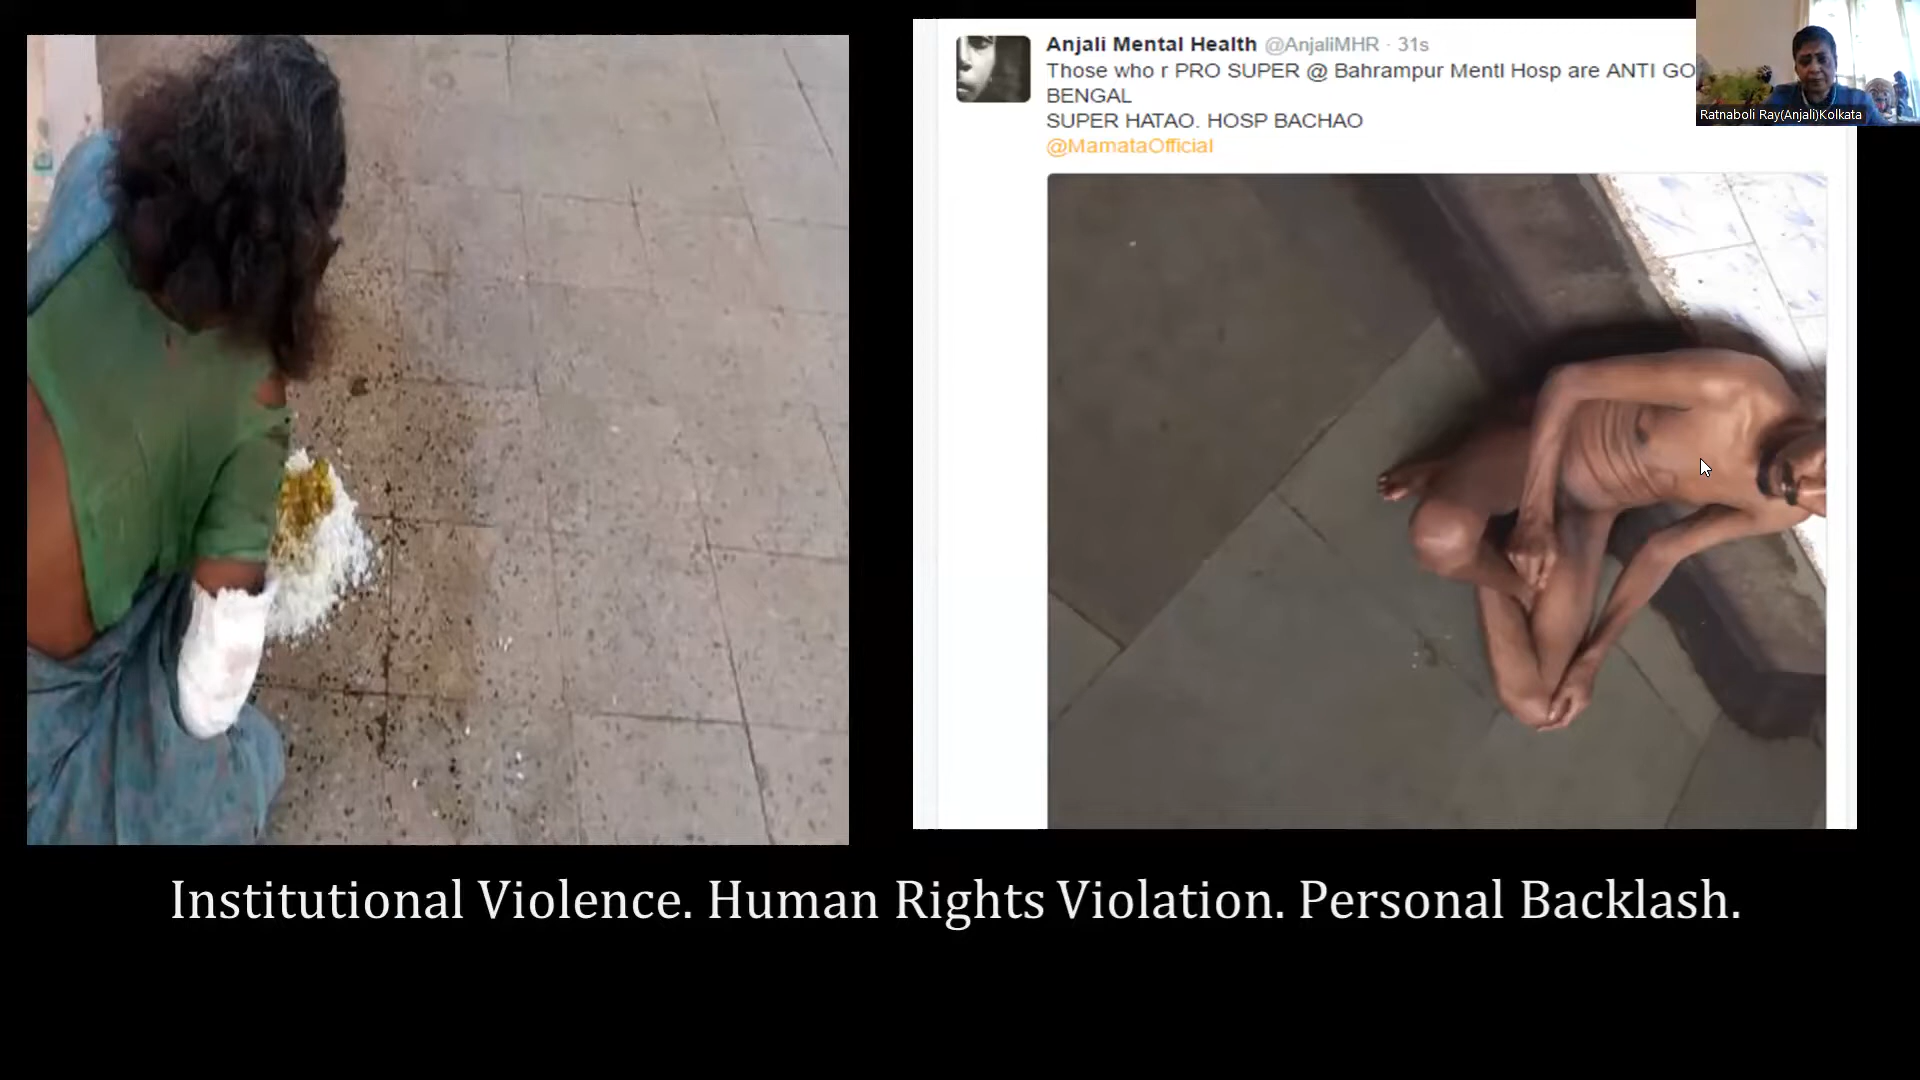 Anjali Mental Health @AnjaliMHR · 31s
Those who r PRO SUPER @ Bahrampur Mentl Hosp are ANTI GO
BENGAL
SUPER HATAO. HOSP BACHAO
@MamataOfficial
Ratnaboli Ray(Anjali)Kolkata
Institutional Violence. Human Rights Violation. Personal Backlash.